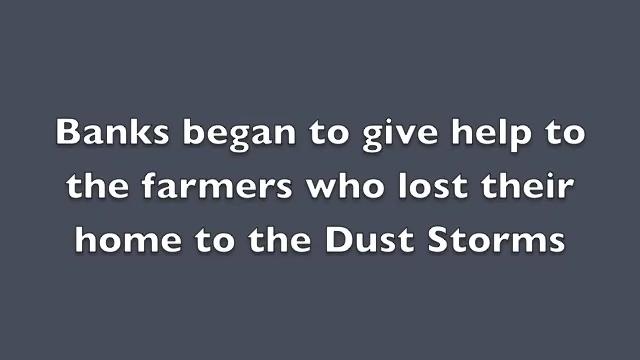 Banks began to give help to
the farmers who lost their
home to the Dust Storms